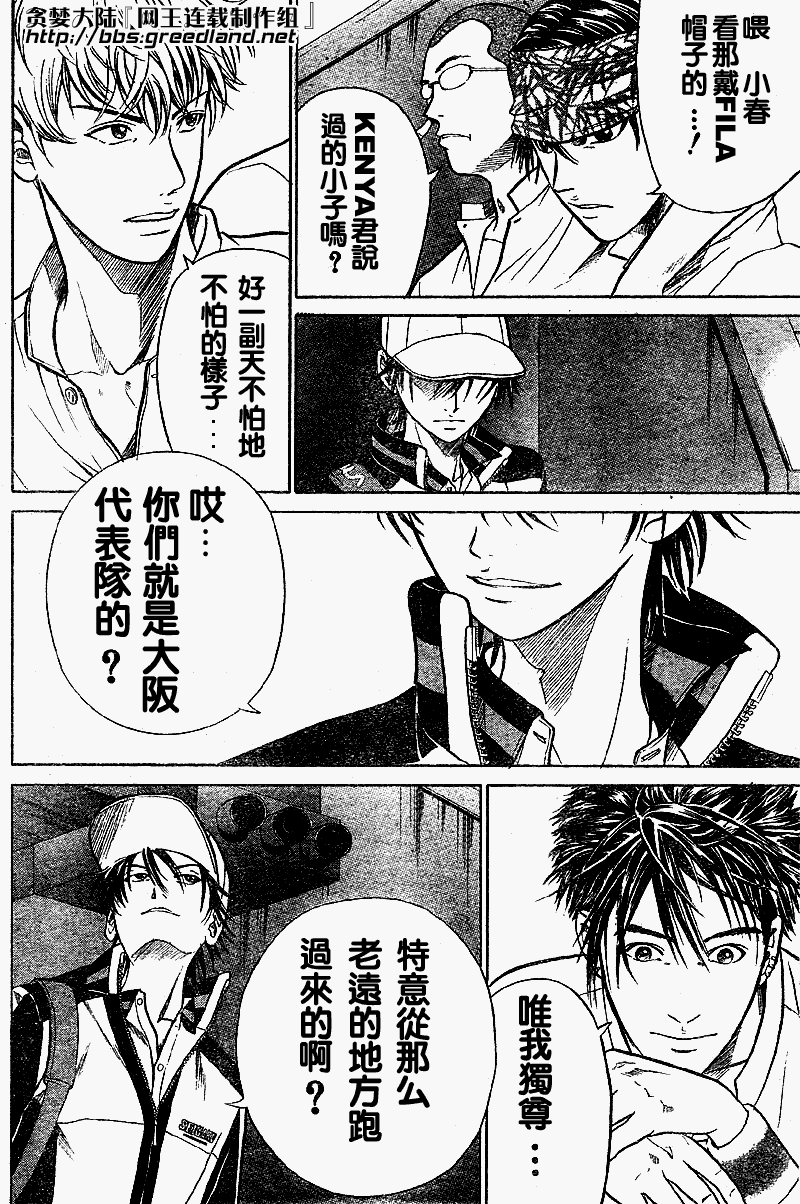 贪婪大陆『网王连载制作组』
http://bbs.greedland.net/
喂 小春
看那戴FILA
帽子的…!
KENYA君說
過的小子嗎?
好一副天不怕地
不怕的樣子…
哎…
你們就是大阪
代表隊的?
唯我獨尊…
特意從那么
老遠的地方跑
過來的啊?